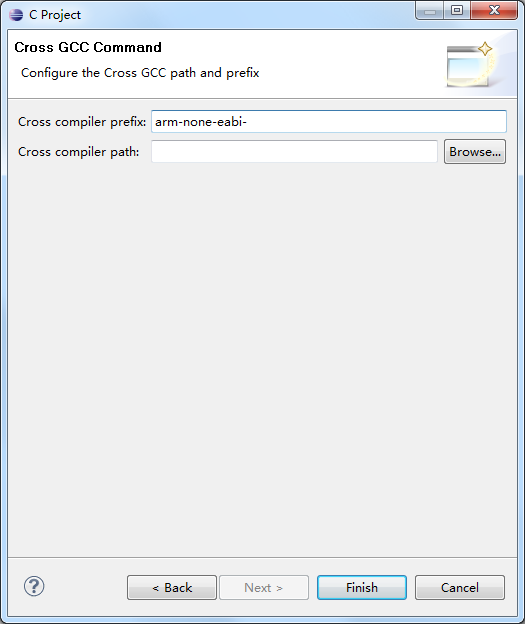 C Project
Cross GCC Command
Configure the Cross GCC path and prefix
Cross compiler prefix: arm-none-eabi-
Cross compiler path: Browse...
?
< Back Next > Finish Cancel